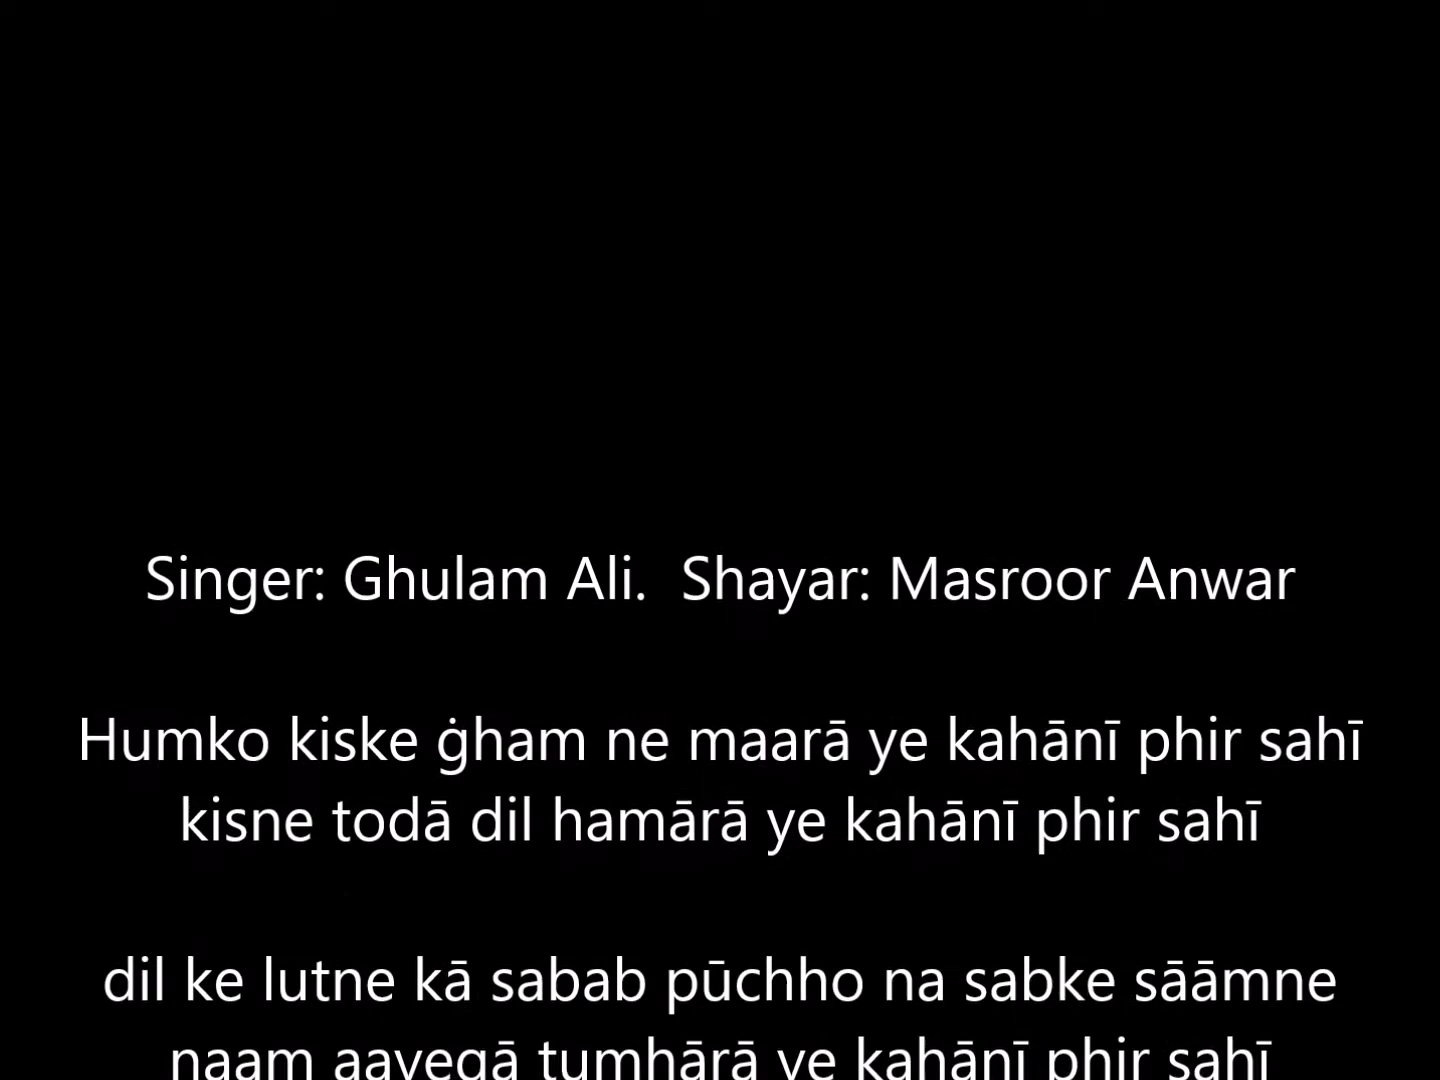 Singer: Ghulam Ali.  Shayar: Masroor Anwar
Humko kiske ġham ne maarā ye kahānī phir sahī
kisne todā dil hamārā ye kahānī phir sahī
dil ke lutne kā sabab pūchho na sabke sāāmne
naam aayegā tumhārā ye kahānī phir sahī